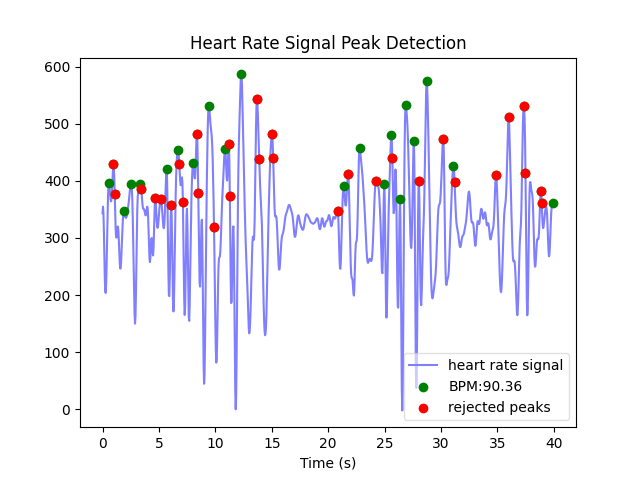 Heart Rate Signal Peak Detection
600
500
400
300
200
100
0
heart rate signal
BPM:90.36
rejected peaks
0 5 10 15 20 25 30 35 40
Time (s)